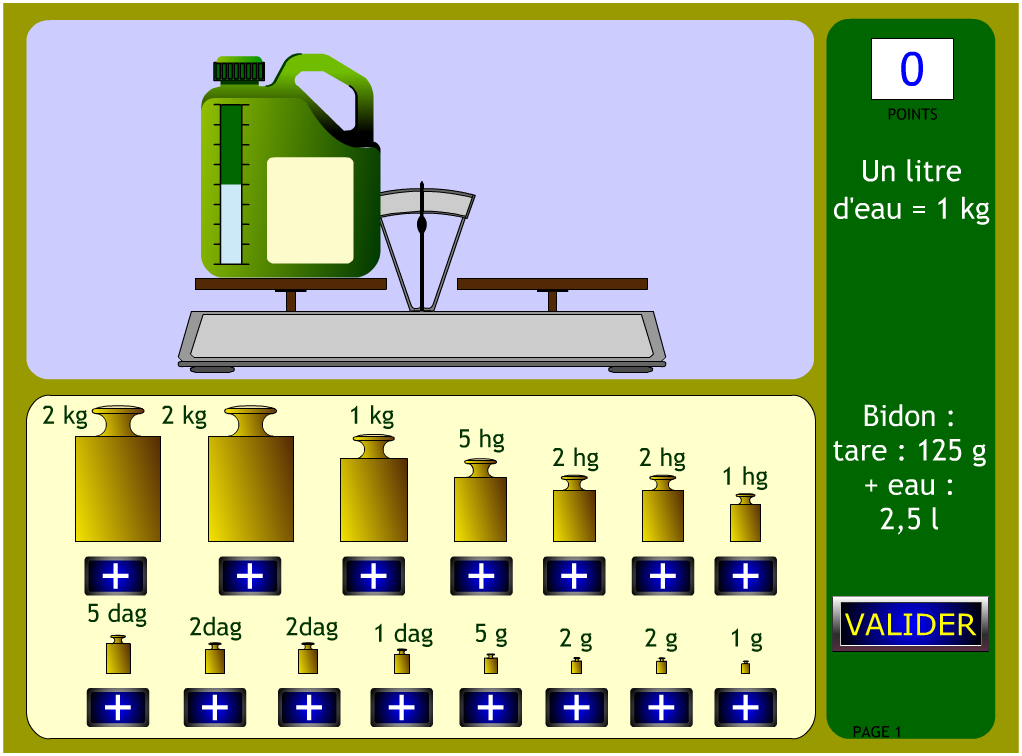 0
POINTS
Un litre
d'eau = 1 kg
Bidon :
tare : 125 g
+ eau :
2,5 l
VALIDER
PAGE 1
2 kg 2 kg 1 kg 5 hg 2 hg 2 hg 1 hg
+ + + + + + +
5 dag 2dag 2dag 1 dag 5 g 2 g 2 g 1 g
+ + + + + + + +